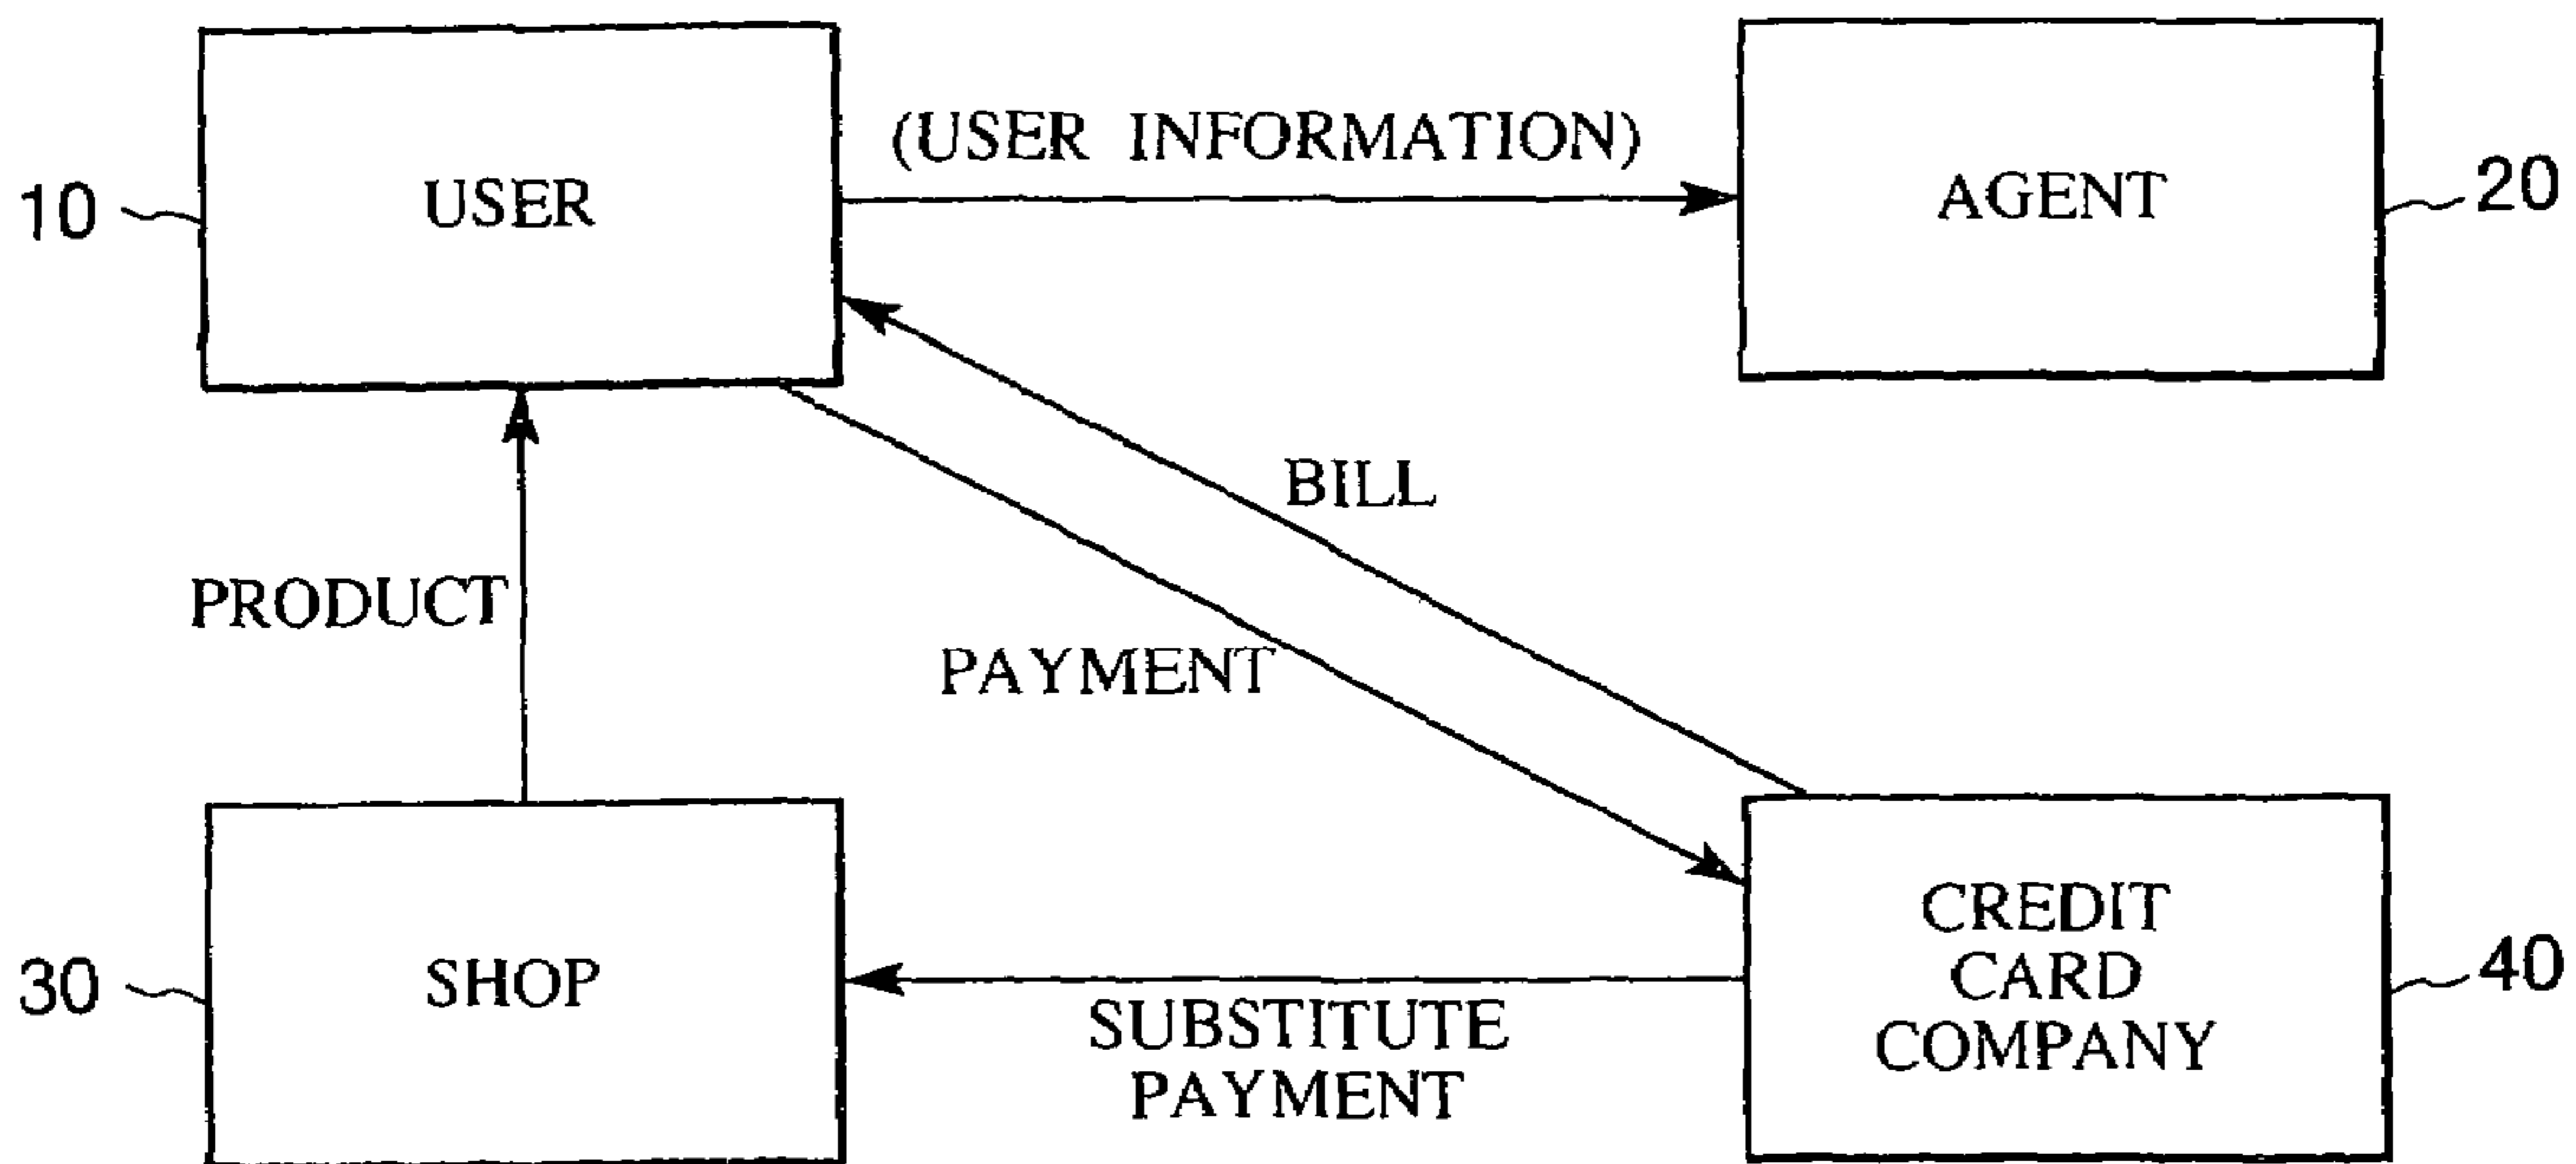 (USER INFORMATION)
10
USER
AGENT
20
BILL
PRODUCT
PAYMENT
30
SHOP
SUBSTITUTE
PAYMENT
CREDIT
CARD
COMPANY
40